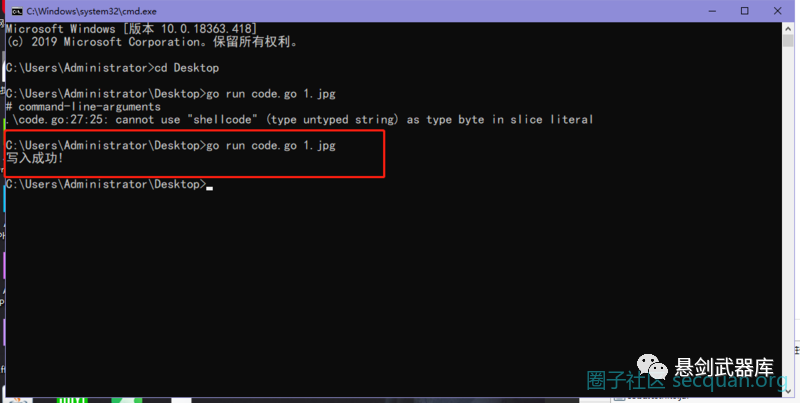 C:\Windows\system32\cmd.exe
Microsoft Windows [版本 10.0.18363.418]
(c) 2019 Microsoft Corporation。保留所有权利。
C:\Users\Administrator>cd Desktop
C:\Users\Administrator\Desktop>go run code.go 1.jpg
# command-line-arguments
.\code.go:27:25: cannot use "shellcode" (type untyped string) as type byte in slice literal
C:\Users\Administrator\Desktop>go run code.go 1.jpg
写入成功!
C:\Users\Administrator\Desktop>
悬剑武器库
圈子社区 secquan.org